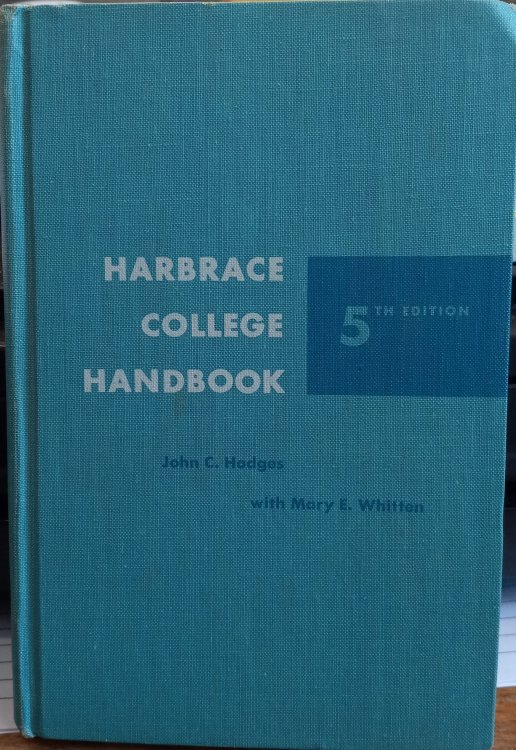 HARBRACE
COLLEGE
HANDBOOK
5TH EDITION
John C. Hodges
with Mary E. Whitten